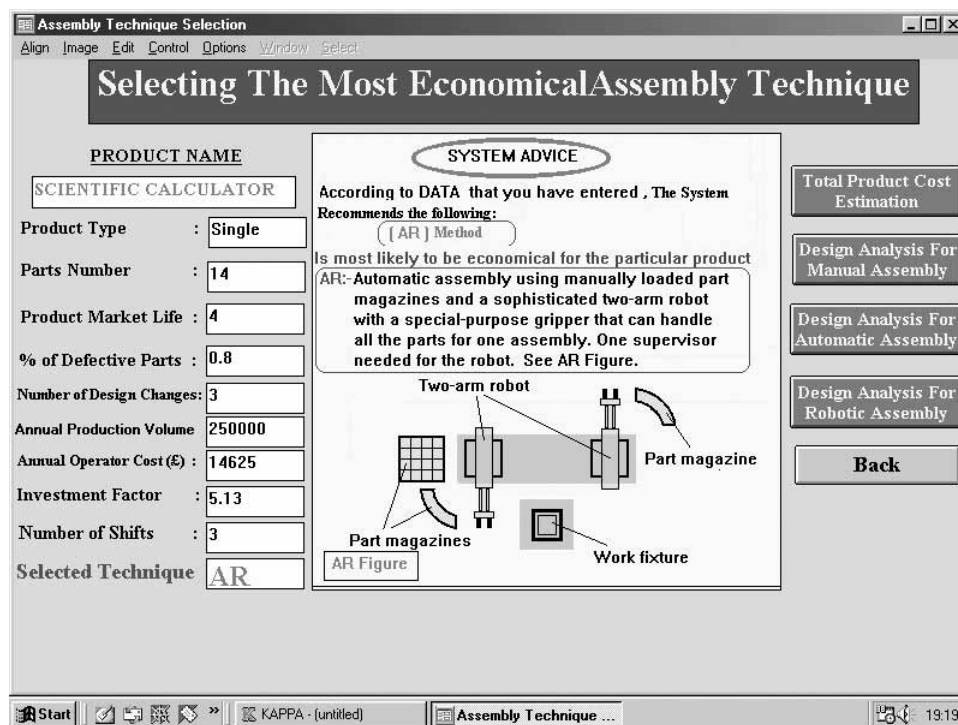 Assembly Technique Selection
Align Image Edit Control Options Window Select
Selecting The Most EconomicalAssembly Technique
PRODUCT NAME
SCIENTIFIC CALCULATOR
Product Type : Single
Parts Number : 14
Product Market Life : 4
% of Defective Parts : 0.8
Number of Design Changes: 3
Annual Production Volume 250000
Annual Operator Cost (£) : 14625
Investment Factor : 5.13
Number of Shifts : 3
Selected Technique AR
SYSTEM ADVICE
According to DATA that you have entered , The System
Recommends the following:
[ AR ] Method
Is most likely to be economical for the particular product
AR:-Automatic assembly using manually loaded part
magazines and a sophisticated two-arm robot
with a special-purpose gripper that can handle
all the parts for one assembly. One supervisor
needed for the robot. See AR Figure.
Two-arm robot
Part magazine
Part magazines
Work fixture
AR Figure
Total Product Cost
Estimation
Design Analysis For
Manual Assembly
Design Analysis For
Automatic Assembly
Design Analysis For
Robotic Assembly
Back
Start » KAPPA - (untitled) Assembly Technique ... 19:19